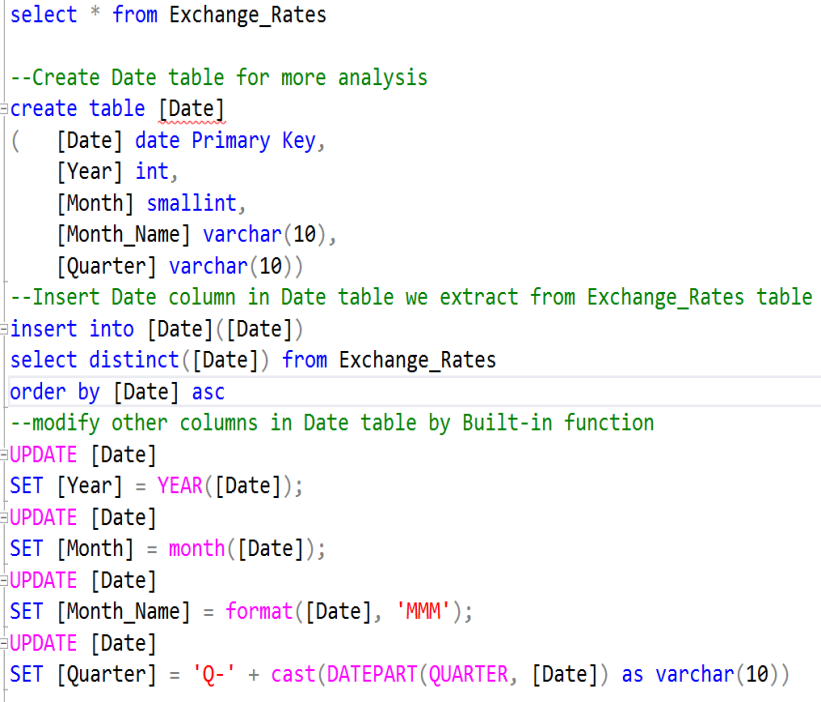 select * from Exchange_Rates
--Create Date table for more analysis
create table [Date]
(   [Date] date Primary Key,
    [Year] int,
    [Month] smallint,
    [Month_Name] varchar(10),
    [Quarter] varchar(10))
--Insert Date column in Date table we extract from Exchange_Rates table
insert into [Date]([Date])
select distinct([Date]) from Exchange_Rates
order by [Date] asc
--modify other columns in Date table by Built-in function
UPDATE [Date]
SET [Year] = YEAR([Date]);
UPDATE [Date]
SET [Month] = month([Date]);
UPDATE [Date]
SET [Month_Name] = format([Date], 'MMM');
UPDATE [Date]
SET [Quarter] = 'Q-' + cast(DATEPART(QUARTER, [Date]) as varchar(10))